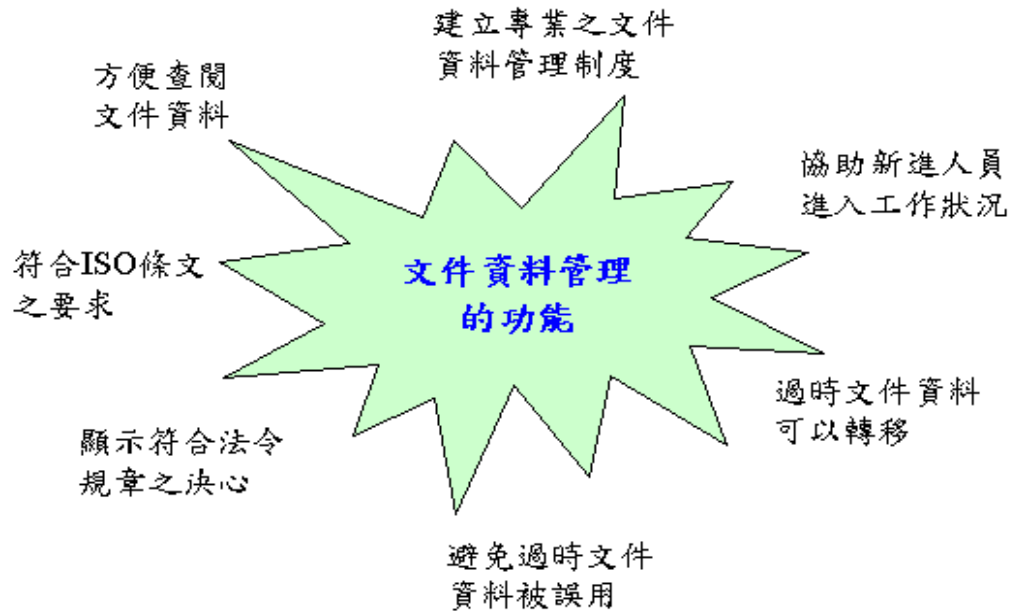 建立專業之文件
資料管理制度
方便查閱
文件資料
協助新進人員
進入工作狀況
符合ISO條文
之要求
文件資料管理
的功能
過時文件資料
可以轉移
顯示符合法令
規章之決心
避免過時文件
資料被誤用